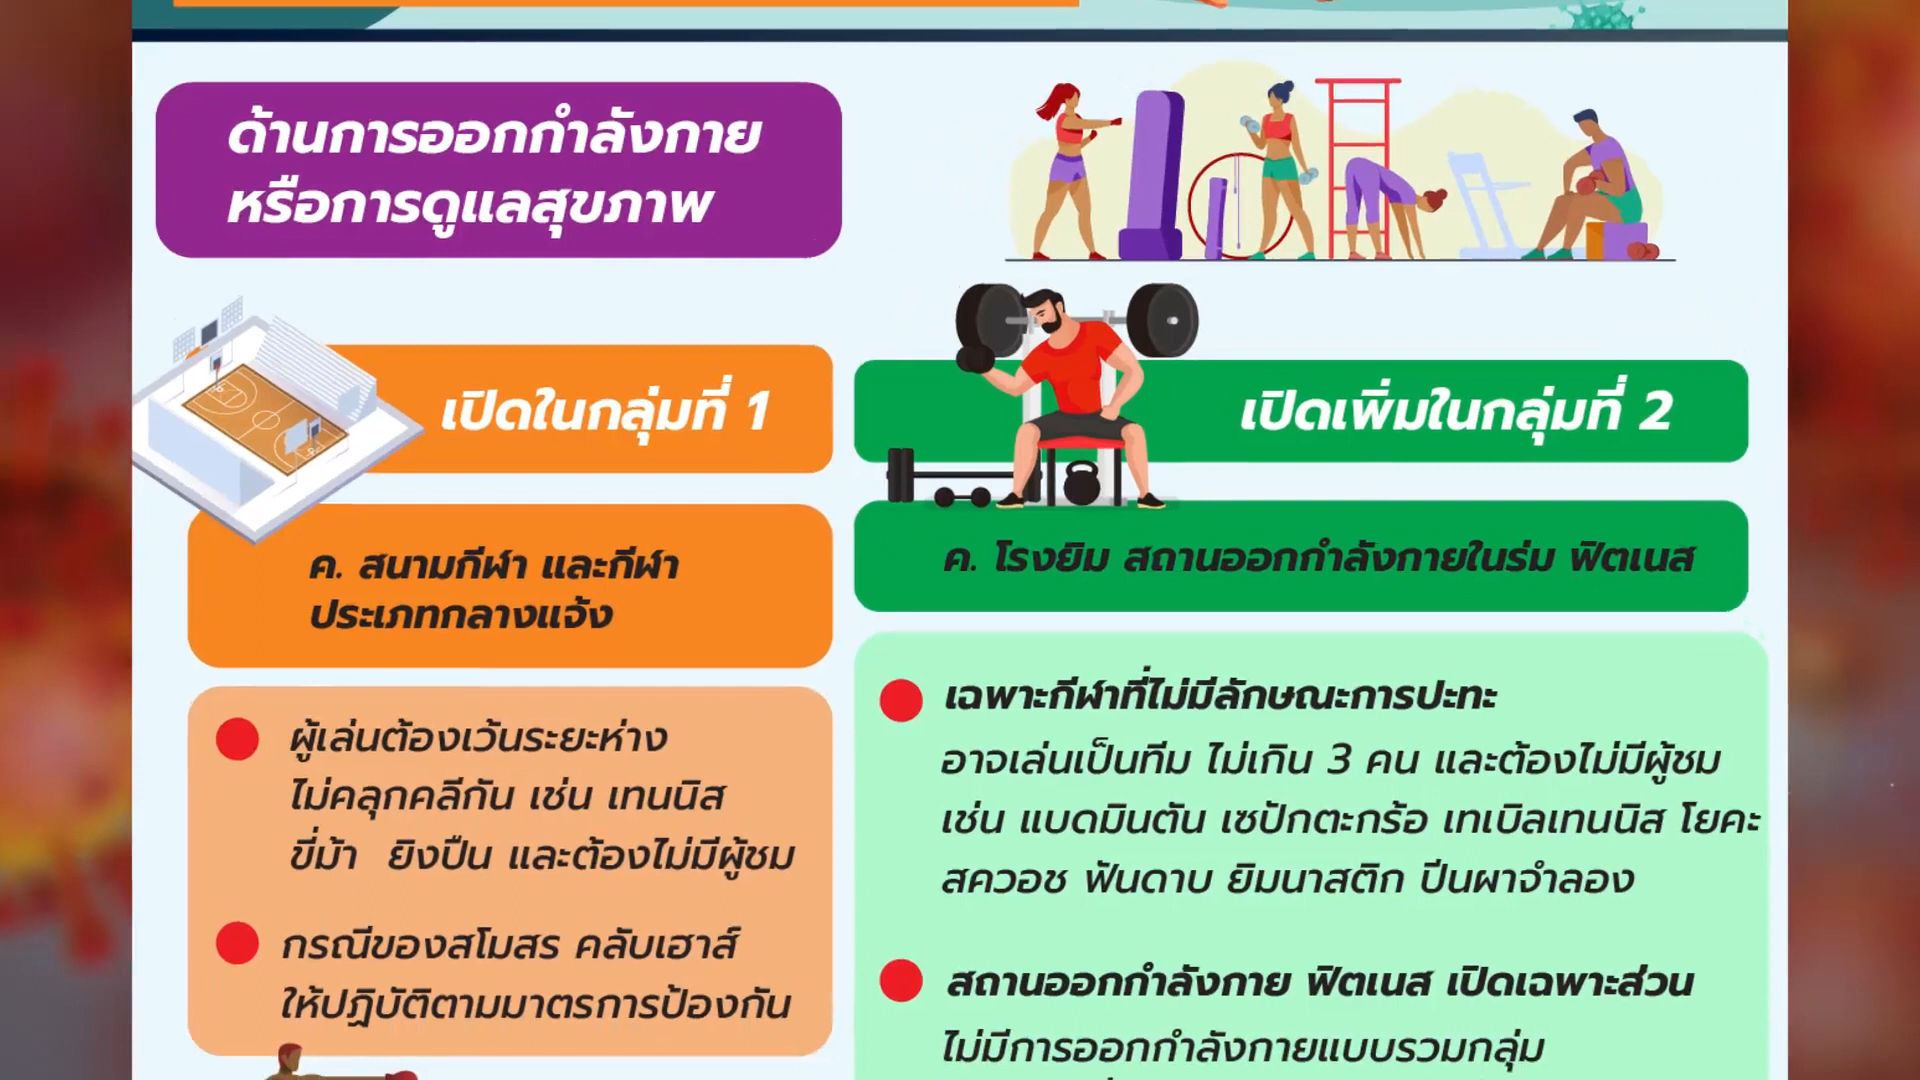 ด้านการออกกำลังกาย
หรือการดูแลสุขภาพ
เปิดในกลุ่มที่ 1
ค. สนามกีฬา และกีฬา
ประเภทกลางแจ้ง
ผู้เล่นต้องเว้นระยะห่าง
ไม่คลุกคลีกัน เช่น เทนนิส
ขี่ม้า ยิงปืน และต้องไม่มีผู้ชม
กรณีของสโมสร คลับเฮาส์
ให้ปฏิบัติตามมาตรการป้องกัน
เปิดเพิ่มในกลุ่มที่ 2
ค. โรงยิม สถานออกกำลังกายในร่ม ฟิตเนส
เฉพาะกีฬาที่ไม่มีลักษณะการปะทะ
อาจเล่นเป็นทีม ไม่เกิน 3 คน และต้องไม่มีผู้ชม
เช่น แบดมินตัน เซปักตะกร้อ เทเบิลเทนนิส โยคะ
สควอช ฟันดาบ ยิมนาสติก ปีนผาจำลอง
สถานออกกำลังกาย ฟิตเนส เปิดเฉพาะส่วน
ไม่มีการออกกำลังกายแบบรวมกลุ่ม